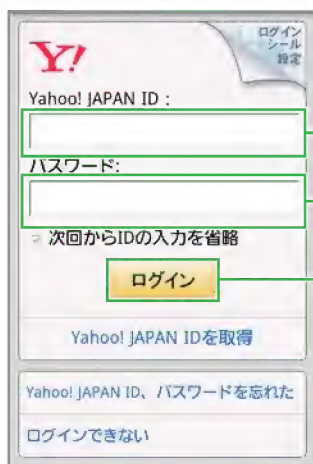 ログイン
シール
設定
Y!
Yahoo! JAPAN ID :
パスワード:
次回からIDの入力を省略
ログイン
Yahoo! JAPAN IDを取得
Yahoo! JAPAN ID、パスワードを忘れた
ログインできない